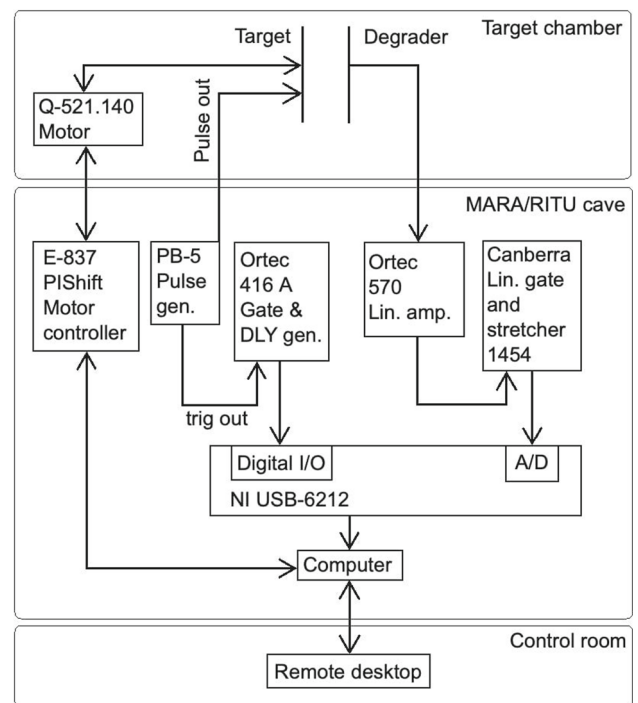 Target chamber
Target
Degrader
Q-521.140
Motor
Pulse out
MARA/RITU cave
E-837
PIShift
Motor
controller
PB-5
Pulse
gen.
Ortec
416 A
Gate &
DLY gen.
Ortec
570
Lin. amp.
Canberra
Lin. gate
and
stretcher
1454
trig out
Digital I/O
A/D
NI USB-6212
Computer
Control room
Remote desktop